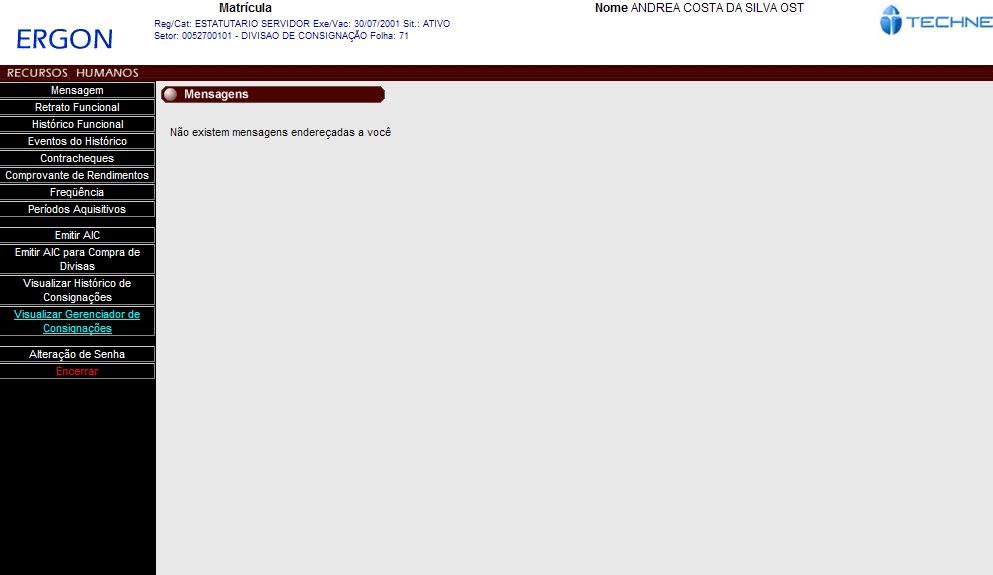 Matrícula
Nome ANDREA COSTA DA SILVA OST
Reg/Cat: ESTATUTARIO SERVIDOR Exe/Vac: 30/07/2001 Sit.: ATIVO
Setor: 0052700101 - DIVISAO DE CONSIGNAÇÃO Folha: 71
ERGON
TECHNE
RECURSOS HUMANOS
Mensagem
Retrato Funcional
Histórico Funcional
Eventos do Histórico
Contracheques
Comprovante de Rendimentos
Freqüência
Períodos Aquisitivos
Emitir AIC
Emitir AIC para Compra de
Divisas
Visualizar Histórico de
Consignações
Visualizar Gerenciador de
Consignações
Alteração de Senha
Encerrar
Mensagens
Não existem mensagens endereçadas a você